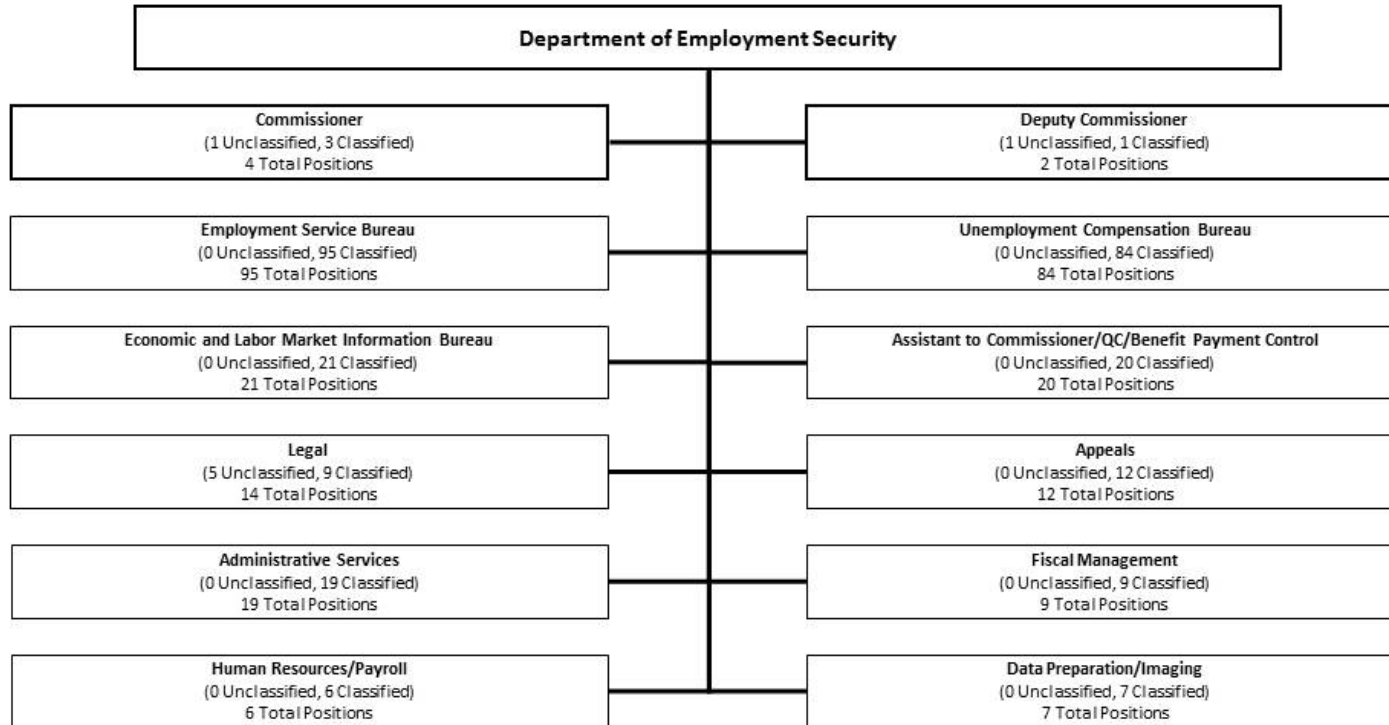 Department of Employment Security
Commissioner
(1 Unclassified, 3 Classified)
4 Total Positions
Deputy Commissioner
(1 Unclassified, 1 Classified)
2 Total Positions
Employment Service Bureau
(0 Unclassified, 95 Classified)
95 Total Positions
Unemployment Compensation Bureau
(0 Unclassified, 84 Classified)
84 Total Positions
Economic and Labor Market Information Bureau
(0 Unclassified, 21 Classified)
21 Total Positions
Assistant to Commissioner/QC/Benefit Payment Control
(0 Unclassified, 20 Classified)
20 Total Positions
Legal
(5 Unclassified, 9 Classified)
14 Total Positions
Appeals
(0 Unclassified, 12 Classified)
12 Total Positions
Administrative Services
(0 Unclassified, 19 Classified)
19 Total Positions
Fiscal Management
(0 Unclassified, 9 Classified)
9 Total Positions
Human Resources/Payroll
(0 Unclassified, 6 Classified)
6 Total Positions
Data Preparation/Imaging
(0 Unclassified, 7 Classified)
7 Total Positions